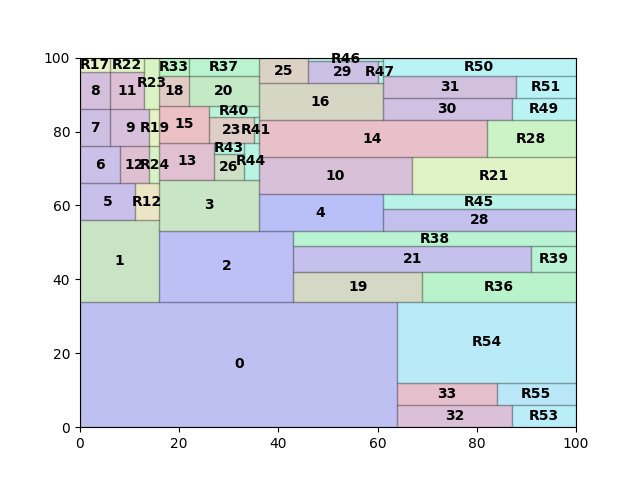 100
R17 R22 R33 R37 R46 R50
R23 25 29 R47
8 11 18 20 31 R51
16
R40 30 R49
7 9 R19 15 23 R41 14 R28
R43
6 12 R24 13 26 R44 10 R21
80
5 R12 3 4 R45
28
60
1 2 R38
21 R39
40
19 R36
0 R54
20
33 R55
32 R53
0
0 20 40 60 80 100